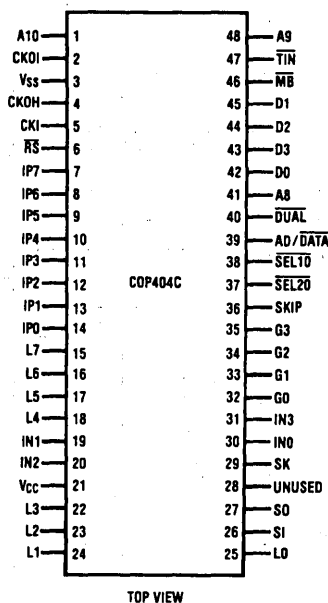 A10 1 48 A9
CKOI 2 47 TIN
VSS 3 46 MB
CKOH 4 45 D1
CKI 5 44 D2
RS 6 43 D3
IP7 7 42 D0
IP6 8 41 A8
IP5 9 40 DUAL
IP4 10 39 AD/DATA
IP3 11 38 SEL10
IP2 12 COP404C 37 SEL20
IP1 13 36 SKIP
IP0 14 35 G3
L7 15 34 G2
L6 16 33 G1
L5 17 32 G0
L4 18 31 IN3
IN1 19 30 IN0
IN2 20 29 SK
VCC 21 28 UNUSED
L3 22 27 SO
L2 23 26 SI
L1 24 25 L0
TOP VIEW